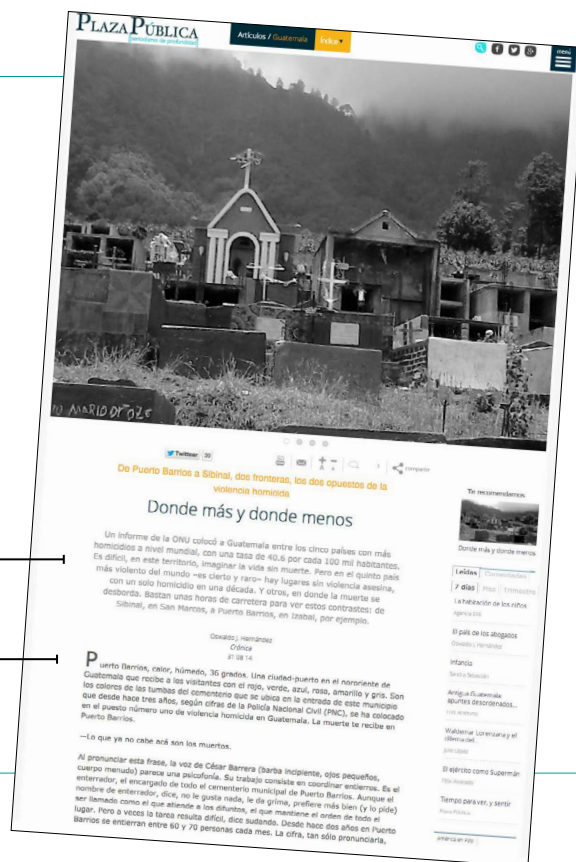 PLAZAPÚBLICA
periodismo de profundidad
Artículos / Guatemala
Índice
menú
Twittear 20
compartir
De Puerto Barrios a Sibinal, dos fronteras, los dos opuestos de la
violencia homicida
Donde más y donde menos
Un informe de la ONU colocó a Guatemala entre los cinco países con más
homicidios a nivel mundial, con una tasa de 40.6 por cada 100 mil habitantes.
Es difícil, en este territorio, imaginar la vida sin muerte. Pero en el quinto país
más violento del mundo –es cierto y raro– hay lugares sin violencia asesina,
con un solo homicidio en una década. Y otros, en donde la muerte se
desborda. Bastan unas horas de carretera para ver estos contrastes: de
Sibinal, en San Marcos, a Puerto Barrios, en Izabal, por ejemplo.
Oswaldo J. Hernández
Crónica
31 08 14
Puerto Barrios, calor, húmedo, 36 grados. Una ciudad-puerto en el nororiente de
Guatemala que recibe a los visitantes con el rojo, verde, azul, rosa, amarillo y gris. Son
los colores de las tumbas del cementerio que se ubica en la entrada de este municipio
que desde hace tres años, según cifras de la Policía Nacional Civil (PNC), se ha colocado
en el puesto número uno de violencia homicida en Guatemala. La muerte te recibe en
Puerto Barrios.
—Lo que ya no cabe acá son los muertos.
Al pronunciar esta frase, la voz de César Barrera (barba incipiente, ojos pequeños,
cuerpo menudo) parece una psicofonía. Su trabajo consiste en coordinar entierros. Es el
enterrador, el encargado de todo el cementerio municipal de Puerto Barrios. Aunque el
nombre de enterrador, dice, no le gusta nada, le da grima, prefiere más bien (y lo pide)
ser llamado como el que atiende a los difuntos, el que mantiene el orden de todo el
lugar. Pero a veces la tarea resulta difícil, dice sudando. Desde hace dos años en Puerto
Barrios se entierran entre 60 y 70 personas cada mes. La cifra, tan sólo pronunciarla,
Te recomendamos
Donde más y donde menos
Leídas Comentadas
7 días Mes Trimestre
La habitación de los niños
El país de los abogados
Oswaldo J. Hernández
Infancia
Antigua Guatemala:
apuntes desordenados...
Waldemar Lorenzana y el
dilema del...
El ejército como Supermán
Tiempo para ver, y sentir
Plaza Pública